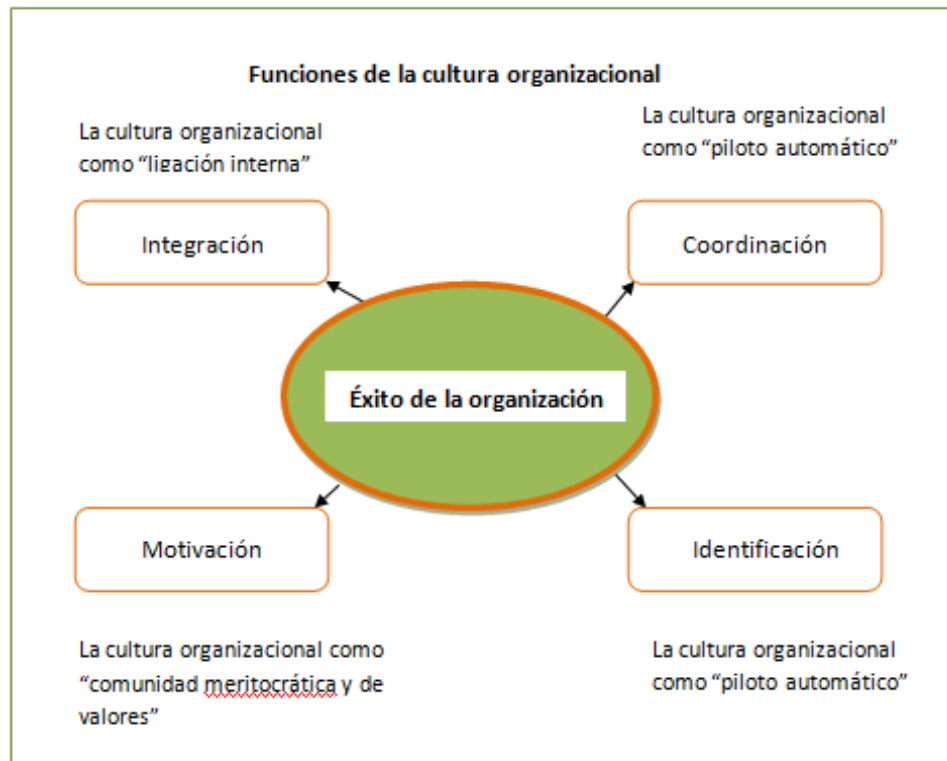 Funciones de la cultura organizacional
La cultura organizacional
como “ligación interna”
La cultura organizacional
como “piloto automático”
Integración
Coordinación
Éxito de la organización
Motivación
Identificación
La cultura organizacional como
“comunidad meritocrática y de
valores”
La cultura organizacional
como “piloto automático”